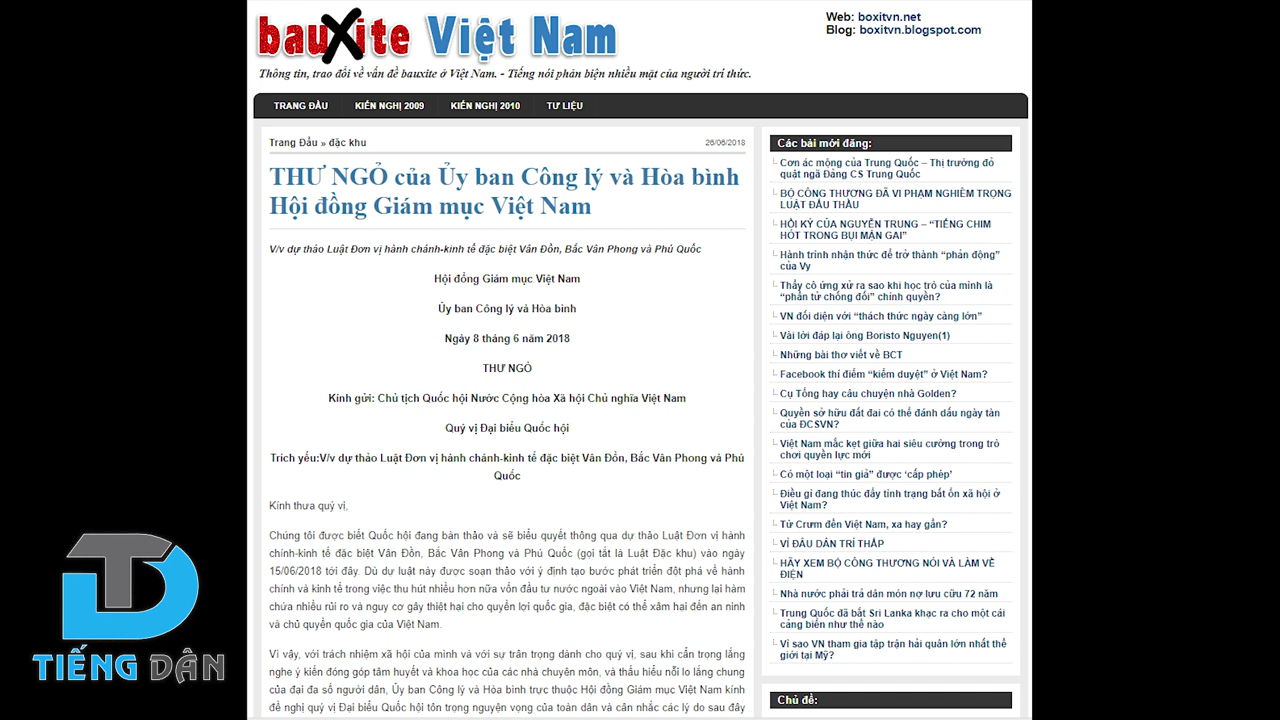 bauxite Việt Nam
Thông tin, trao đổi về vấn đề bauxite ở Việt Nam. - Tiếng nói phản biện nhiều mặt của người trí thức.
Web: boxitvn.net
Blog: boxitvn.blogspot.com
TRANG ĐẦU KIẾN NGHỊ 2009 KIẾN NGHỊ 2010 TƯ LIỆU
Trang Đầu » đặc khu 26/06/2018
THƯ NGỎ của Ủy ban Công lý và Hòa bình
Hội đồng Giám mục Việt Nam
V/v dự thảo Luật Đơn vị hành chánh-kinh tế đặc biệt Vân Đồn, Bắc Vân Phong và Phú Quốc
Hội đồng Giám mục Việt Nam
Ủy ban Công lý và Hòa bình
Ngày 8 tháng 6 năm 2018
THƯ NGỎ
Kính gửi: Chủ tịch Quốc hội Nước Cộng hòa Xã hội Chủ nghĩa Việt Nam
Quý vị Đại biểu Quốc hội
Trích yếu:V/v dự thảo Luật Đơn vị hành chánh-kinh tế đặc biệt Vân Đồn, Bắc Vân Phong và Phú
Quốc
Kính thưa quý vị,
Chúng tôi được biết Quốc hội đang bàn thảo và sẽ biểu quyết thông qua dự thảo Luật Đơn vị hành
chính-kinh tế đặc biệt Vân Đồn, Bắc Vân Phong và Phú Quốc (gọi tắt là Luật Đặc khu) vào ngày
15/06/2018 tới đây. Dù dự luật này được soạn thảo với ý định tạo bước phát triển đột phá về hành
chính và kinh tế trong việc thu hút nhiều hơn nữa vốn đầu tư nước ngoài vào Việt Nam, nhưng lại hàm
chứa nhiều rủi ro và nguy cơ gây thiệt hại cho quyền lợi quốc gia, đặc biệt có thể xâm hại đến an ninh
và chủ quyền quốc gia của Việt Nam.
Vì vậy, với trách nhiệm xã hội của mình và với sự trân trọng dành cho quý vị, sau khi cẩn trọng lắng
nghe ý kiến đóng góp tâm huyết và khoa học của các nhà chuyên môn, và thấu hiểu nỗi lo lắng chung
của đại đa số người dân, Ủy ban Công lý và Hòa bình trực thuộc Hội đồng Giám mục Việt Nam kính
đề nghị quý vị Đại biểu Quốc hội tôn trọng nguyện vọng của toàn dân và cân nhắc các lý do sau đây
Các bài mới đăng:
Cơn ác mộng của Trung Quốc – Thị trường đỏ
quật ngã Đảng CS Trung Quốc
BỘ CÔNG THƯƠNG ĐÃ VI PHẠM NGHIÊM TRỌNG
LUẬT ĐẤU THẦU
HỒI KÝ CỦA NGUYỄN TRUNG – “TIẾNG CHIM
HÓT TRONG BỤI MẬN GAI”
Hành trình nhận thức để trở thành “phản động”
của Vy
Thầy cô ứng xử ra sao khi học trò của mình là
“phần tử chống đối” chính quyền?
VN đối diện với “thách thức ngày càng lớn”
Vài lời đáp lại ông Boristo Nguyen(1)
Những bài thơ viết về BCT
Facebook thí điểm “kiểm duyệt” ở Việt Nam?
Cụ Tổng hay câu chuyện nhà Golden?
Quyền sở hữu đất đai có thể đánh dấu ngày tàn
của ĐCSVN?
Việt Nam mắc kẹt giữa hai siêu cường trong trò
chơi quyền lực mới
Có một loại “tin giả” được ‘cấp phép’
Điều gì đang thúc đẩy tình trạng bất ổn xã hội ở
Việt Nam?
Từ Crưm đến Việt Nam, xa hay gần?
VÌ ĐÂU DÂN TRÍ THẤP
HÃY XEM BỘ CÔNG THƯƠNG NÓI VÀ LÀM VỀ
ĐIỆN
Nhà nước phải trả dân món nợ lưu cữu 72 năm
Trung Quốc đã bắt Sri Lanka khạc ra cho một cái
cảng biển như thế nào
Vì sao VN tham gia tập trận hải quân lớn nhất thế
giới tại Mỹ?
Chủ đề:
TD
TIẾNG DÂN